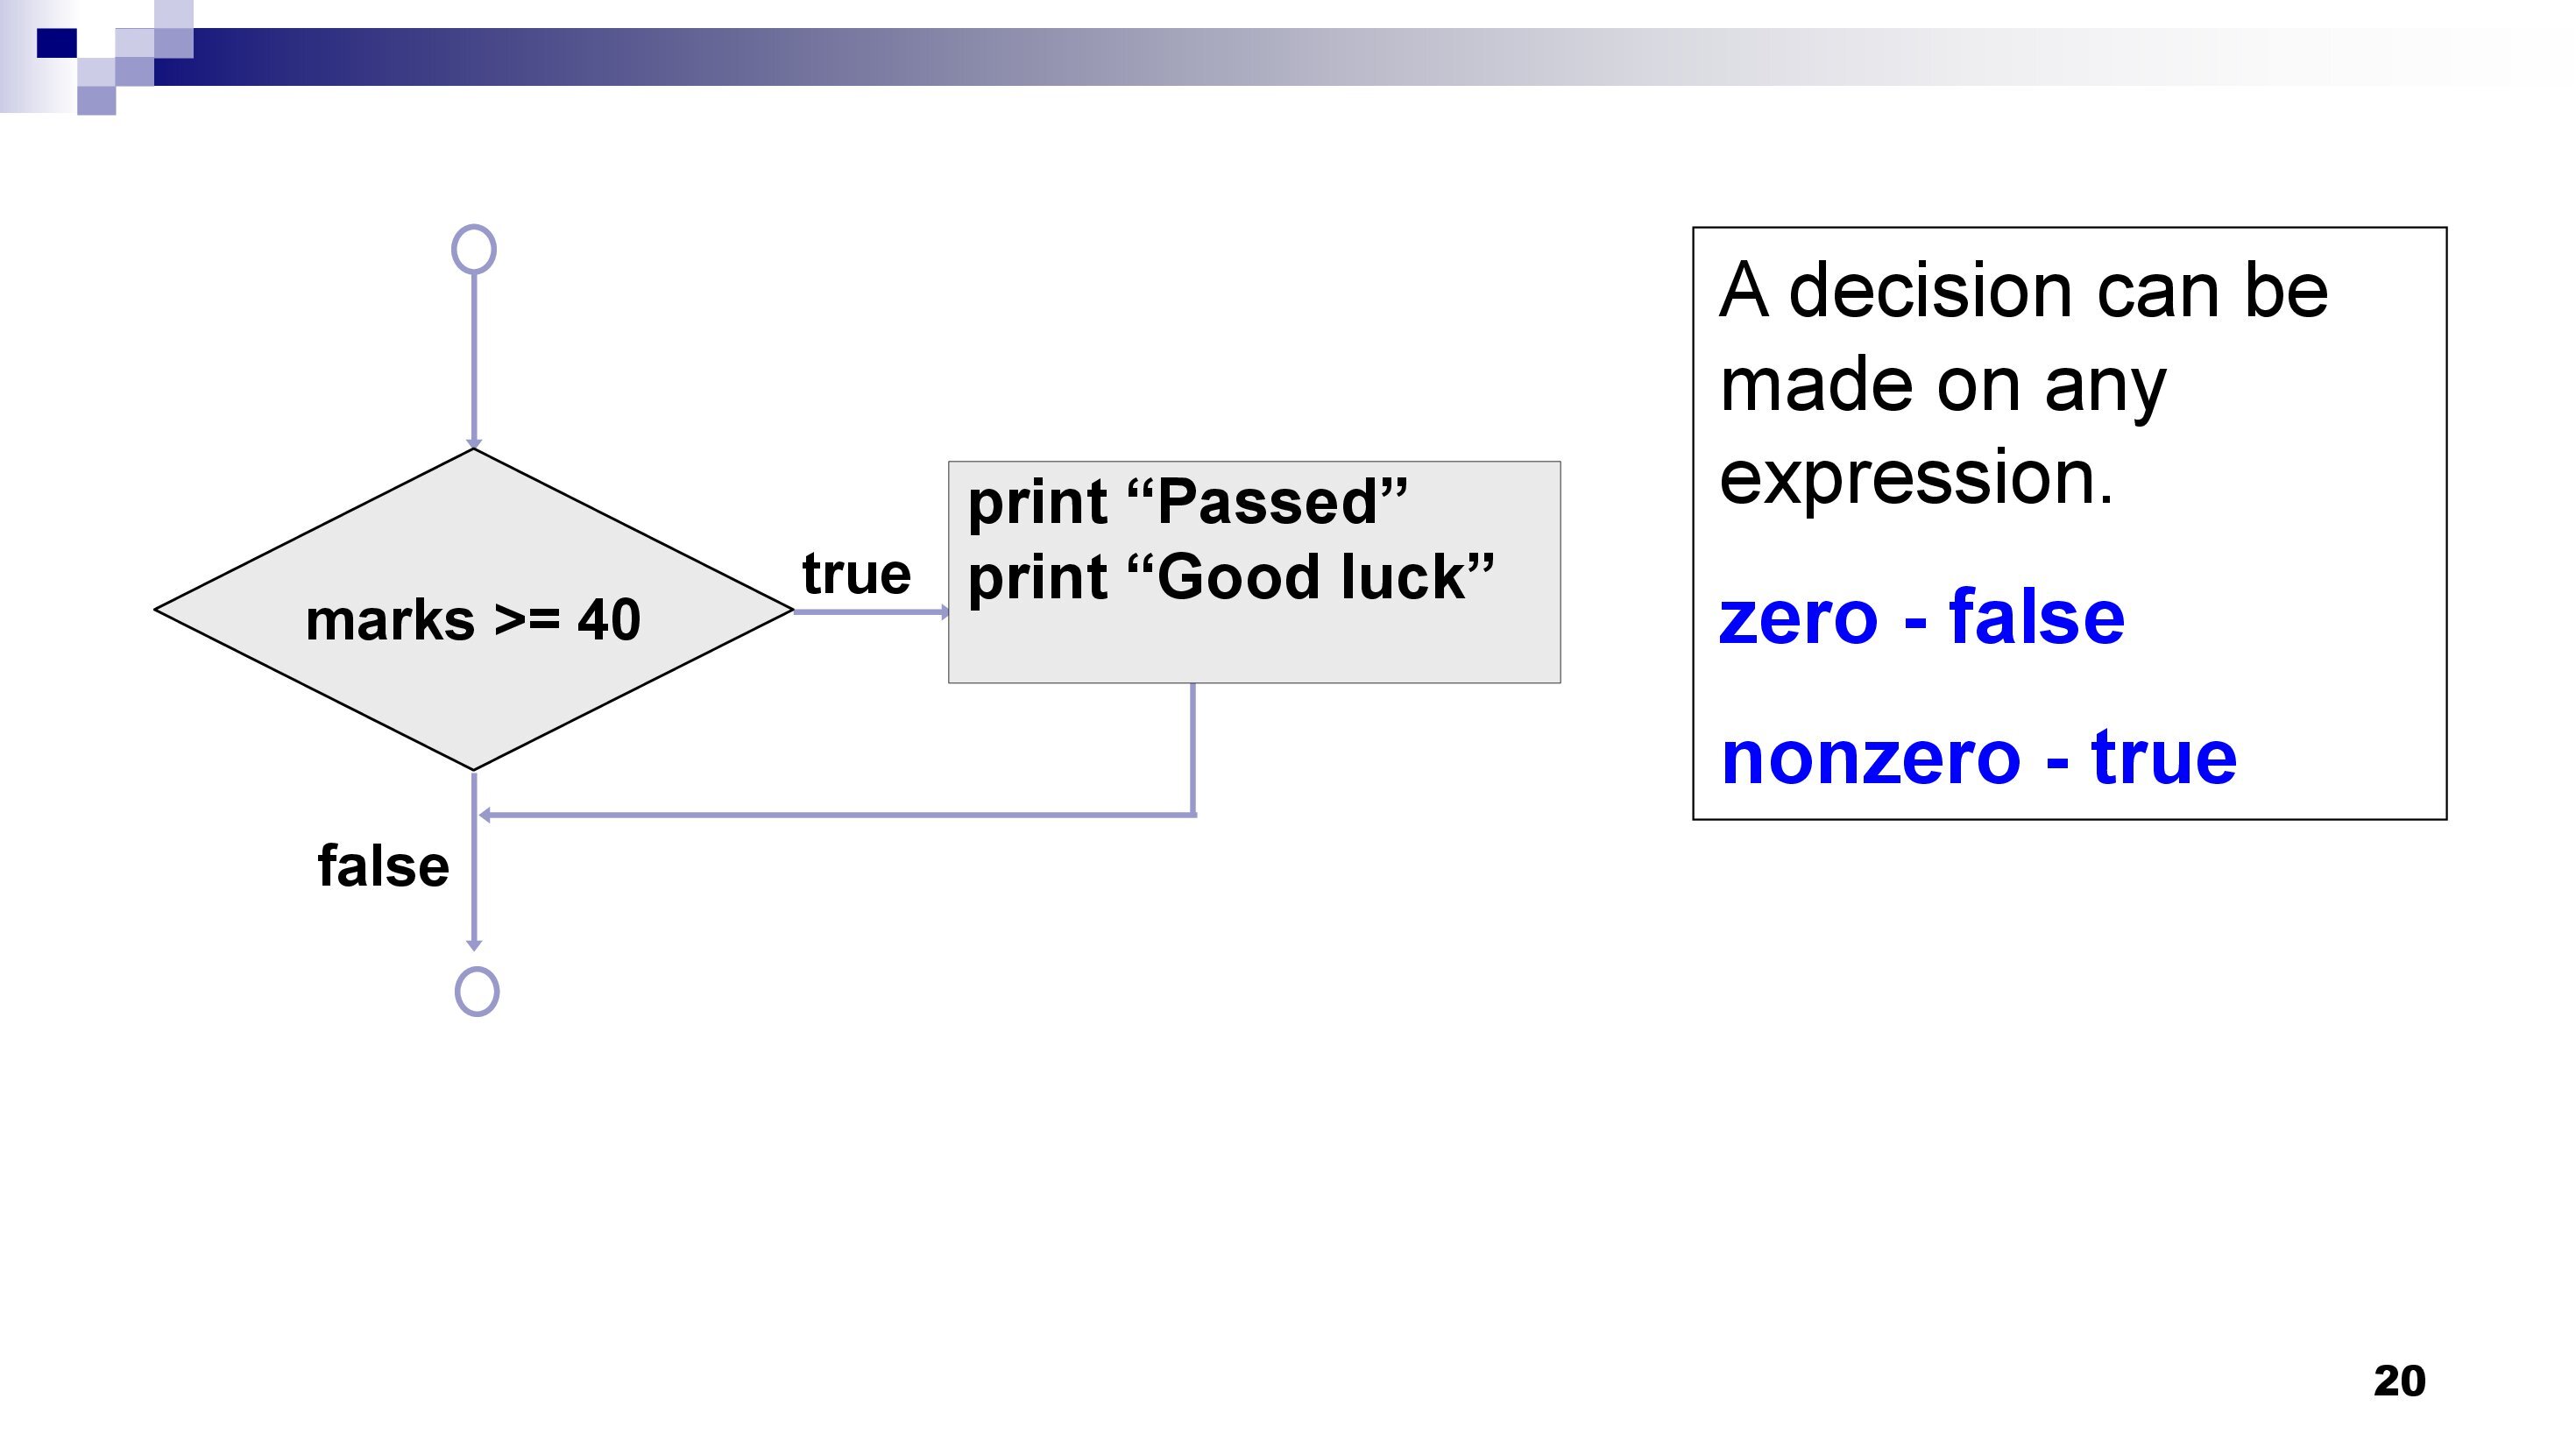 marks >= 40
true
print “Passed”
print “Good luck”
false
A decision can be
made on any
expression.
zero - false
nonzero - true
20